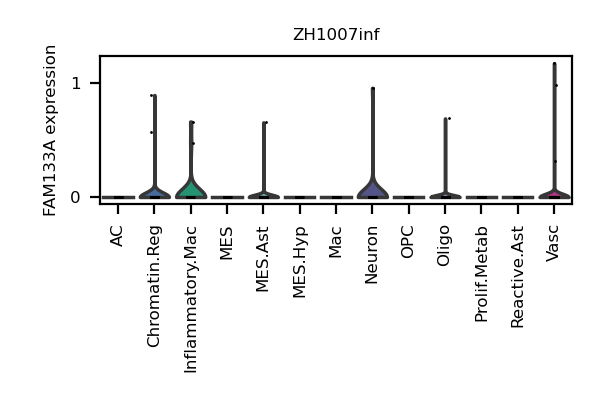 ZH1007inf
FAM133A expression
1
0
AC
Chromatin.Reg
Inflammatory.Mac
MES
MES.Ast
MES.Hyp
Mac
Neuron
OPC
Oligo
Prolif.Metab
Reactive.Ast
Vasc